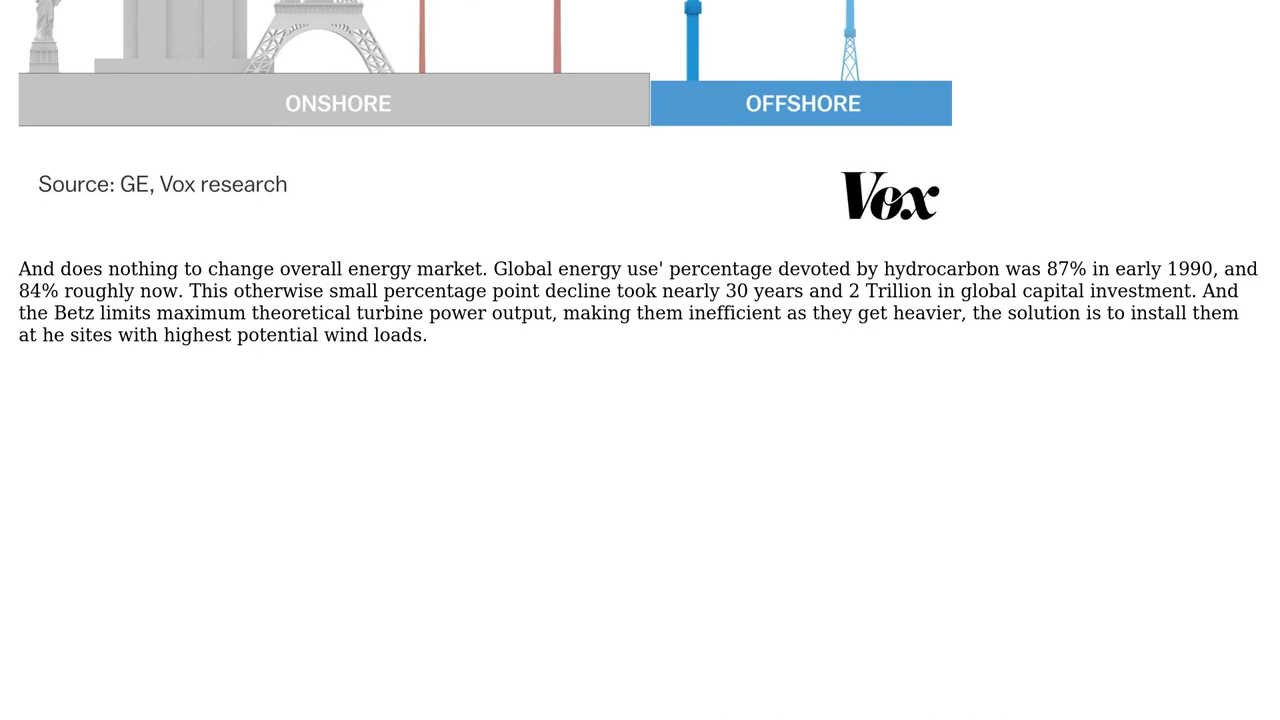 ONSHORE
OFFSHORE
Source: GE, Vox research
Vox
And does nothing to change overall energy market. Global energy use' percentage devoted by hydrocarbon was 87% in early 1990, and
84% roughly now. This otherwise small percentage point decline took nearly 30 years and 2 Trillion in global capital investment. And
the Betz limits maximum theoretical turbine power output, making them inefficient as they get heavier, the solution is to install them
at he sites with highest potential wind loads.